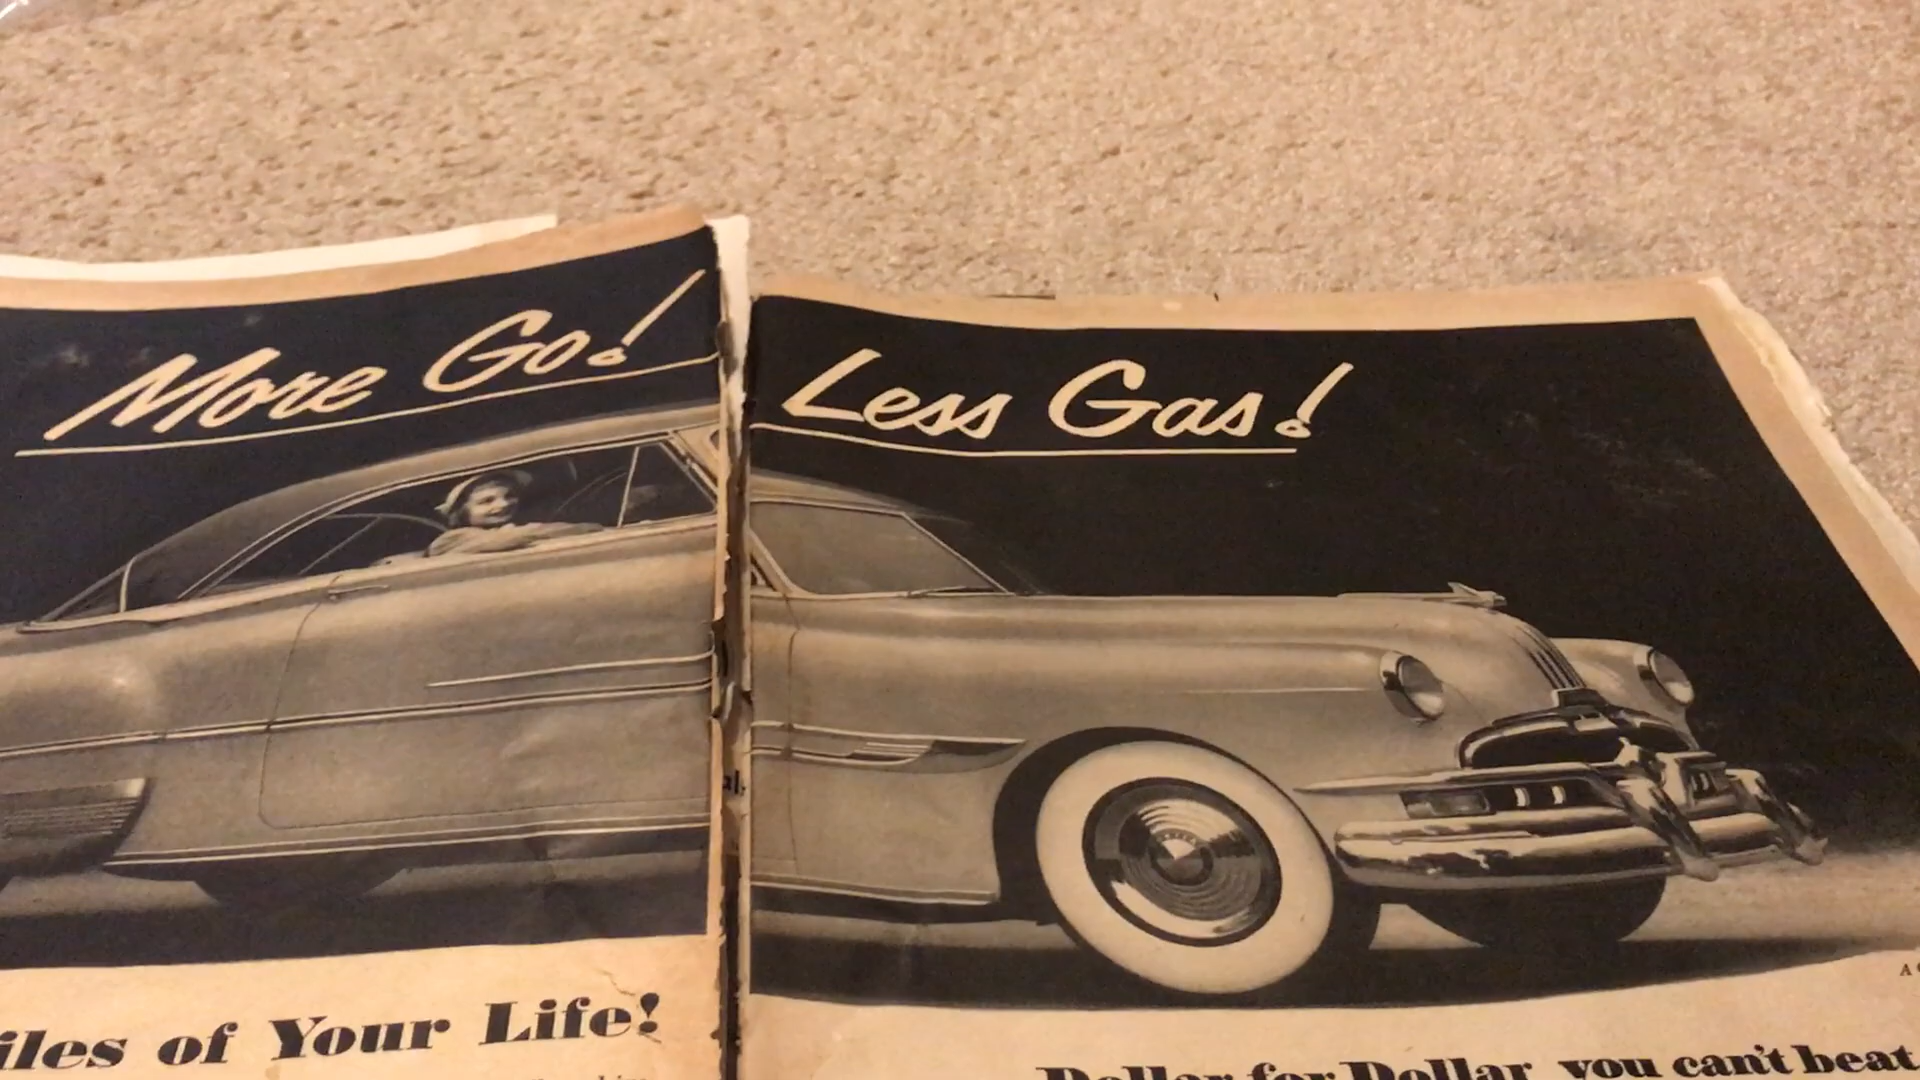 More Go!
Less Gas!
iles of Your Life!
Dollar for Dollar you can't beat
A